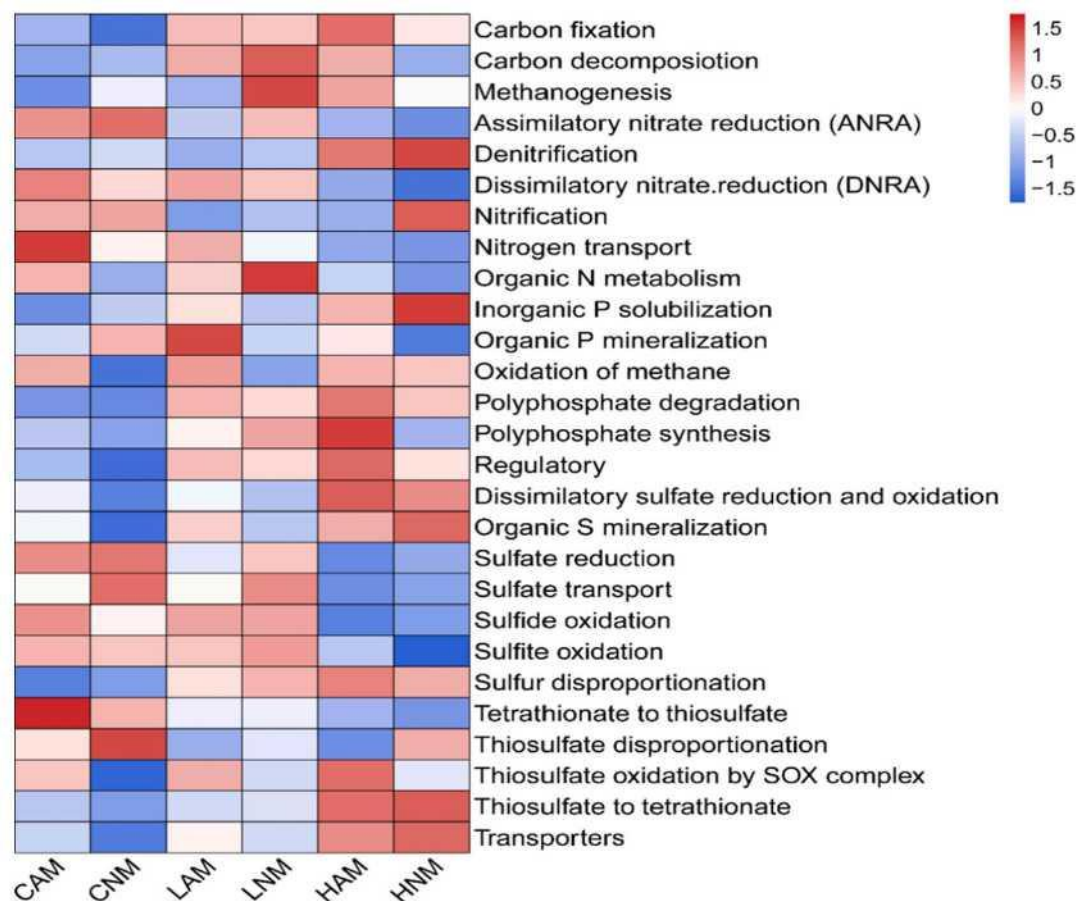 Carbon fixation
Carbon decomposiotion
Methanogenesis
Assimilatory nitrate reduction (ANRA)
Denitrification
Dissimilatory nitrate.reduction (DNRA)
Nitrification
Nitrogen transport
Organic N metabolism
Inorganic P solubilization
Organic P mineralization
Oxidation of methane
Polyphosphate degradation
Polyphosphate synthesis
Regulatory
Dissimilatory sulfate reduction and oxidation
Organic S mineralization
Sulfate reduction
Sulfate transport
Sulfide oxidation
Sulfite oxidation
Sulfur disproportionation
Tetrathionate to thiosulfate
Thiosulfate disproportionation
Thiosulfate oxidation by SOX complex
Thiosulfate to tetrathionate
Transporters
CAM CNM LAM LNM HAM HNM
1.5
1
0.5
0
−0.5
−1
−1.5